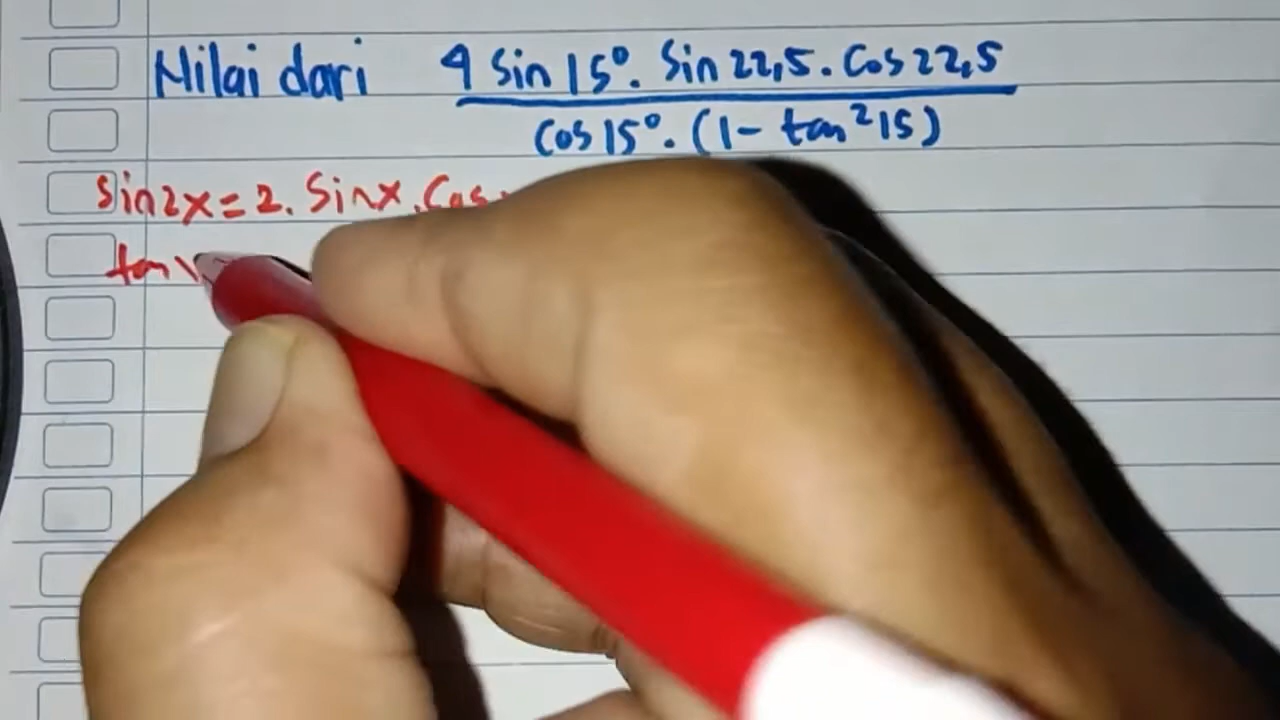 Nilai dari 4 sin 15°. Sin 22,5. Cos 22,5
Cos 15°. (1 - tan² 15)
Sin 2x = 2. Sin x. Cos
tan